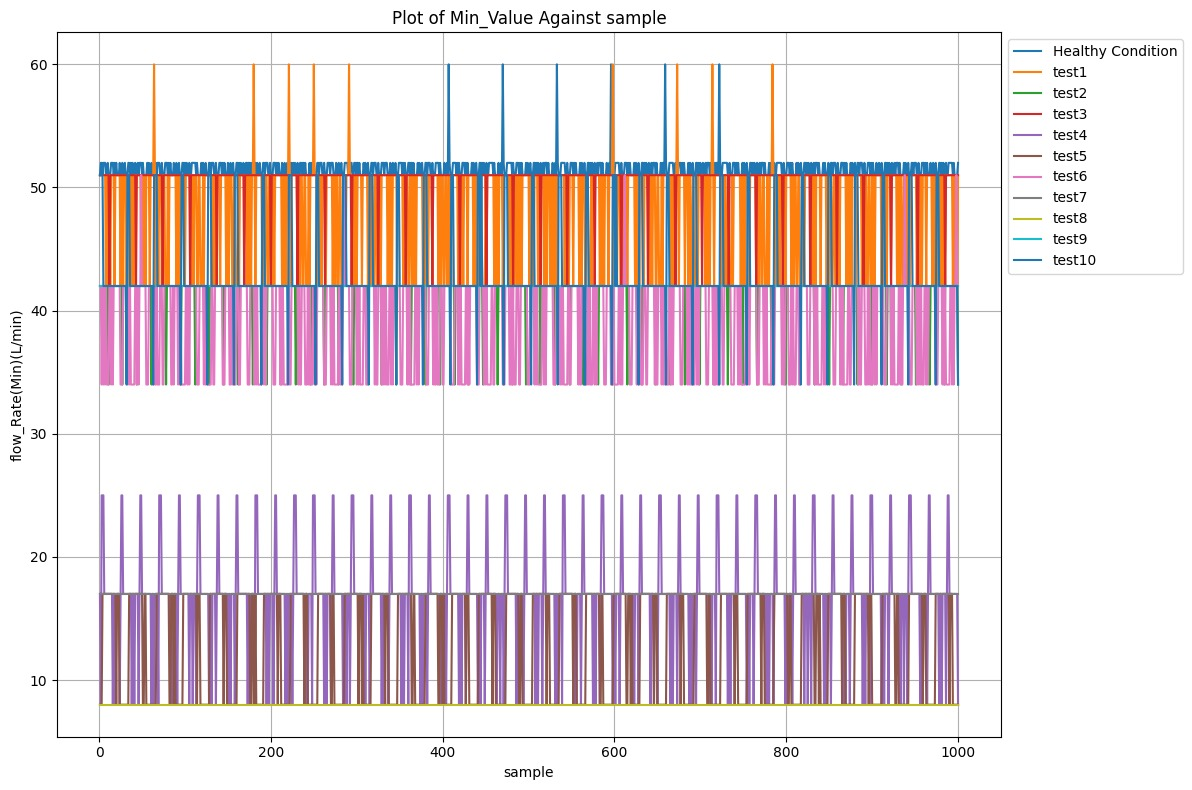 Plot of Min_Value Against sample
flow_Rate(Min)(L/min)
60
50
40
30
20
10
0
200
400
600
800
1000
sample
Healthy Condition
test1
test2
test3
test4
test5
test6
test7
test8
test9
test10